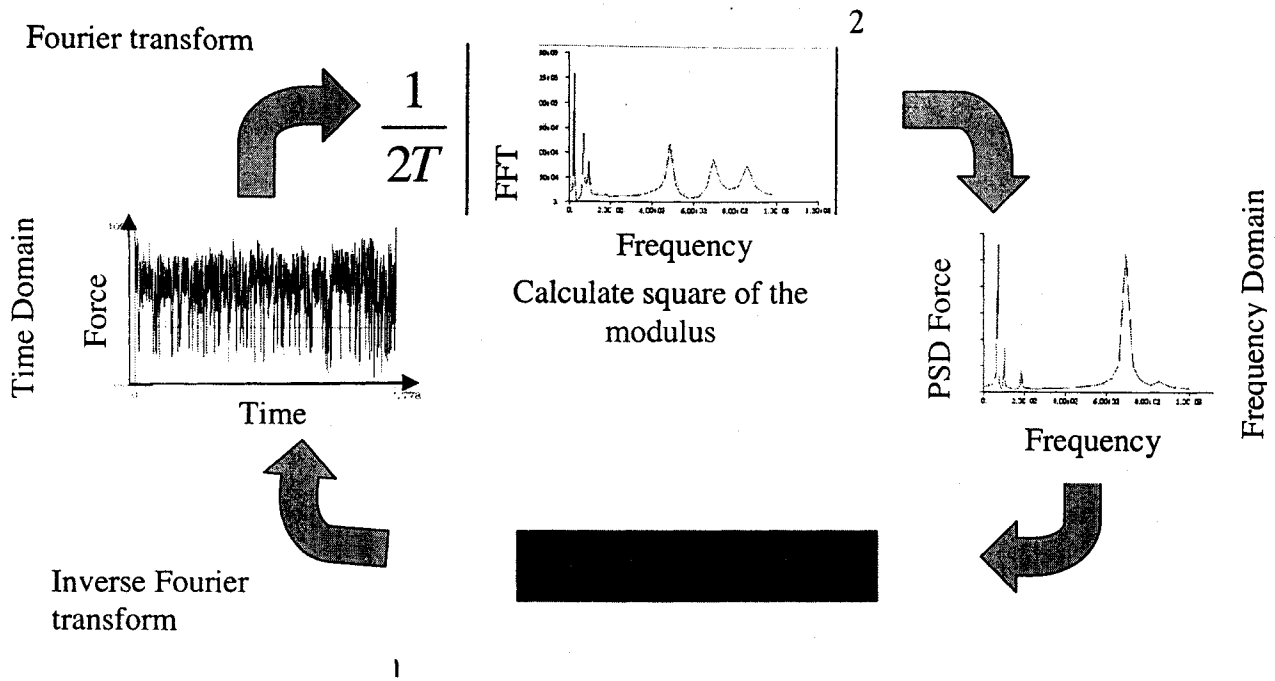 Fourier transform
1
2T
2
FFT
Frequency
Calculate square of the
modulus
Time Domain
Force
Time
PSD Force
Frequency
Frequency Domain
Inverse Fourier
transform